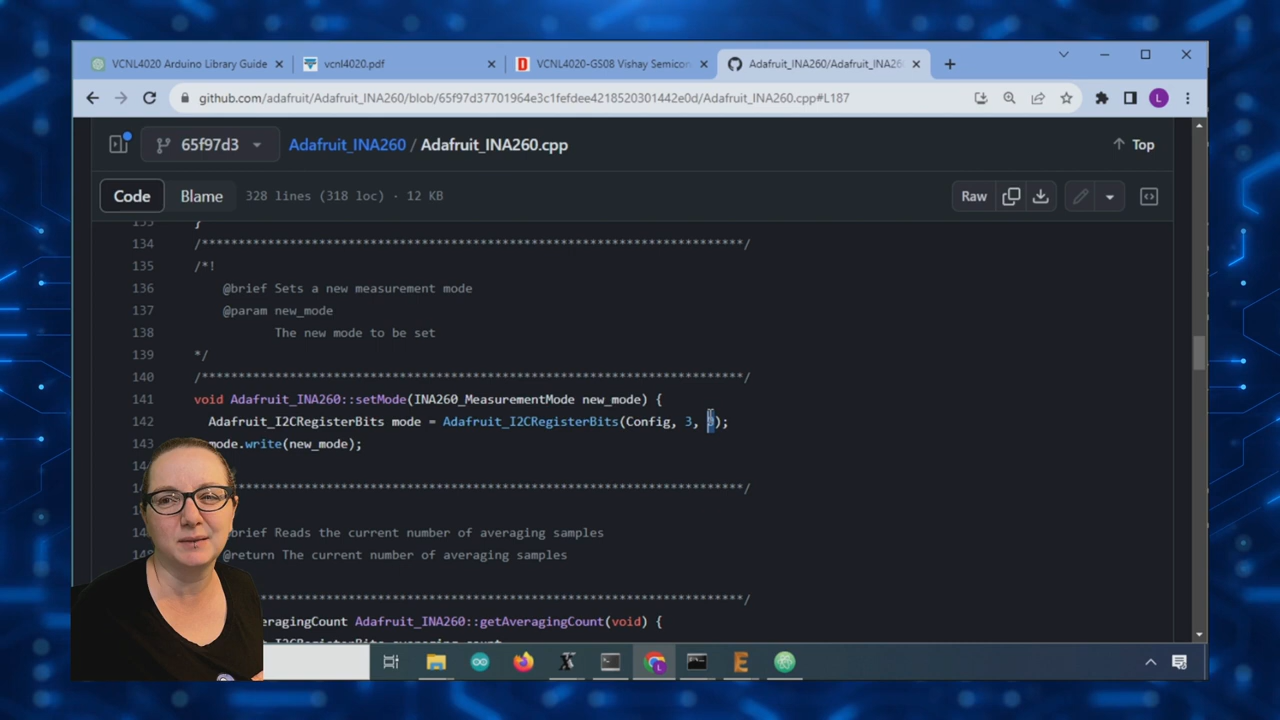 VCNL4020 Arduino Library Guide
vcnl4020.pdf
VCNL4020-GS08 Vishay Semicon
Adafruit_INA260/Adafruit_INA26
github.com/adafruit/Adafruit_INA260/blob/65f97d37701964e3c1fefdee4218520301442e0d/Adafruit_INA260.cpp#L187
65f97d3
Adafruit_INA260 / Adafruit_INA260.cpp
Top
Code Blame 328 lines (318 loc) · 12 KB
Raw
}
134 /*************************************************************************/
135 /*!
136 @brief Sets a new measurement mode
137 @param new_mode
138 The new mode to be set
139 */
140 /*************************************************************************/
141 void Adafruit_INA260::setMode(INA260_MeasurementMode new_mode) {
142 Adafruit_I2CRegisterBits mode = Adafruit_I2CRegisterBits(Config, 3, 0);
143 mode.write(new_mode);
brief Reads the current number of averaging samples
@return The current number of averaging samples
eragingCount Adafruit_INA260::getAveragingCount(void) {